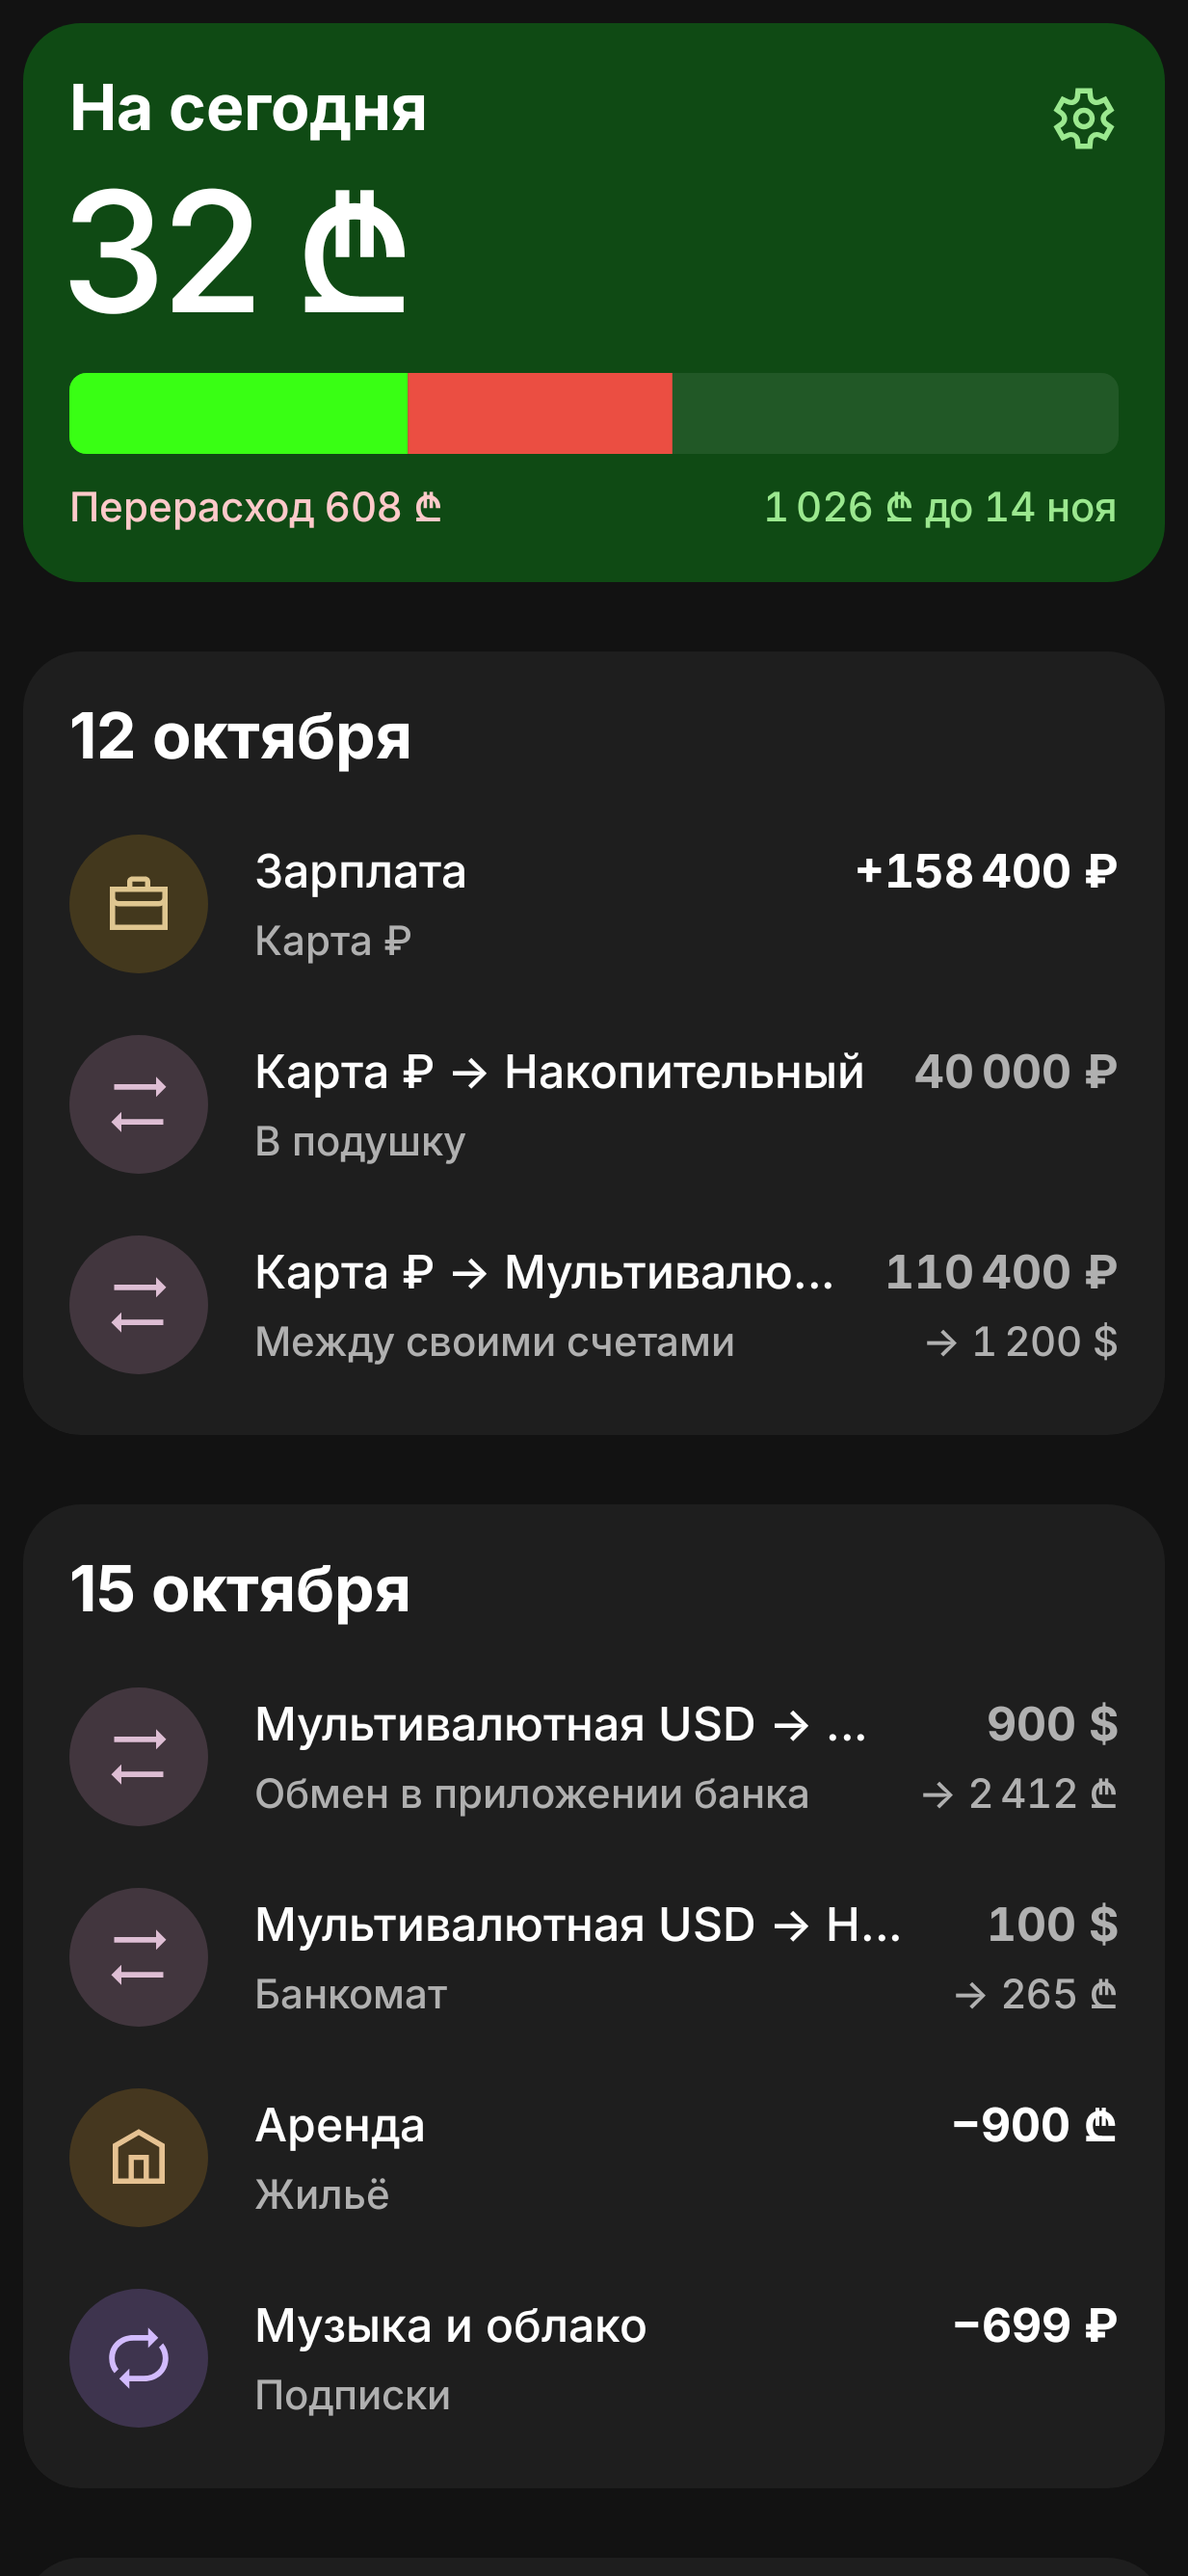 На сегодня
32 ₾
Перерасход 608 ₾
1 026 ₾ до 14 ноя
12 октября
Зарплата
+158 400 ₽
Карта ₽
Карта ₽ → Накопительный
40 000 ₽
В подушку
Карта ₽ → Мультивалю...
110 400 ₽
Между своими счетами
→ 1 200 $
15 октября
Мультивалютная USD → ...
900 $
Обмен в приложении банка
→ 2 412 ₾
Мультивалютная USD → Н...
100 $
Банкомат
→ 265 ₾
Аренда
−900 ₾
Жильё
Музыка и облако
−699 ₽
Подписки